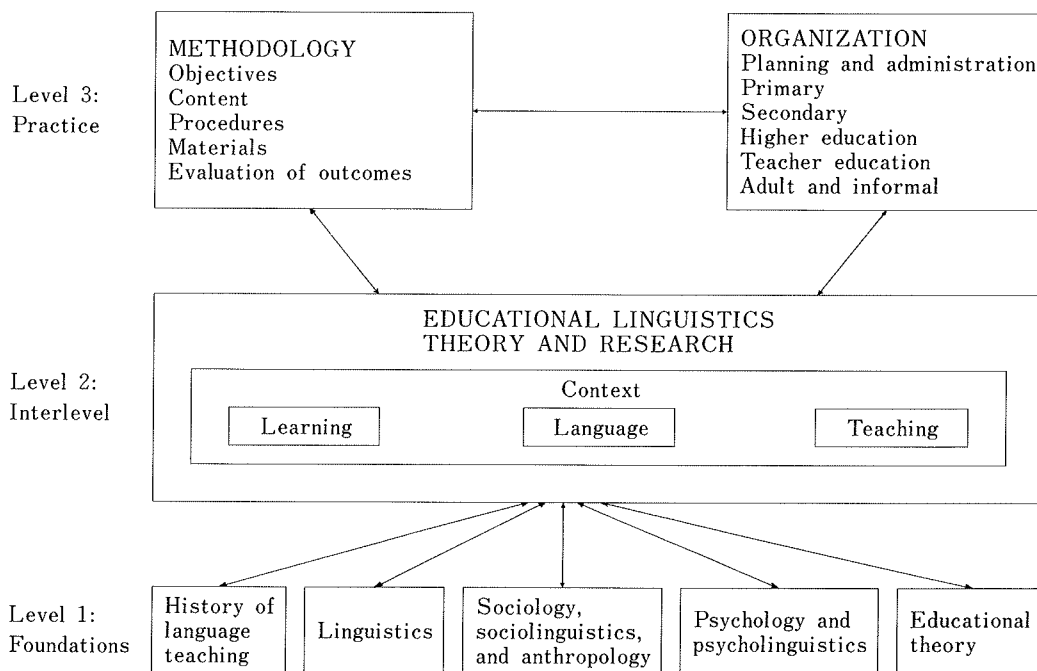 METHODOLOGY
Objectives
Content
Procedures
Materials
Evaluation of outcomes
ORGANIZATION
Planning and administration
Primary
Secondary
Higher education
Teacher education
Adult and informal
Level 3:
Practice
EDUCATIONAL LINGUISTICS
THEORY AND RESEARCH
Context
Learning
Language
Teaching
Level 2:
Interlevel
Level 1:
Foundations
History of
language
teaching
Linguistics
Sociology,
sociolinguistics,
and anthropology
Psychology and
psycholinguistics
Educational
theory